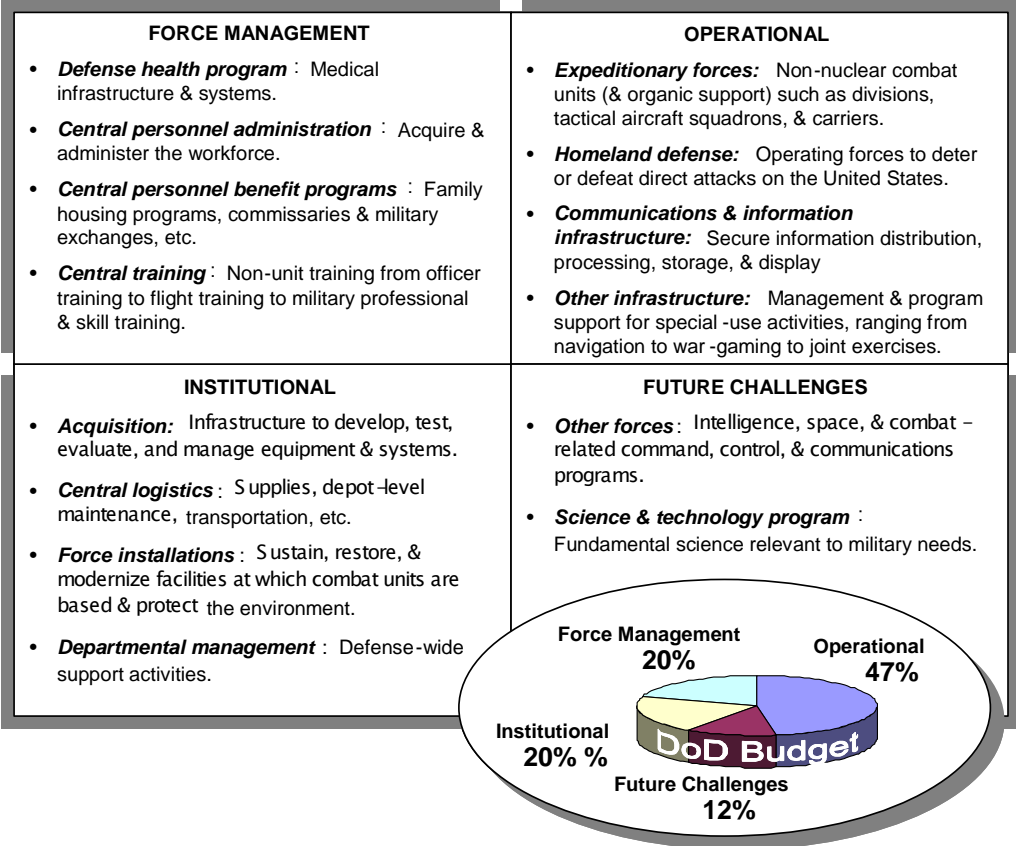 FORCE MANAGEMENT
• Defense health program : Medical
infrastructure & systems.
• Central personnel administration : Acquire &
administer the workforce.
• Central personnel benefit programs : Family
housing programs, commissaries & military
exchanges, etc.
• Central training : Non-unit training from officer
training to flight training to military professional
& skill training.
OPERATIONAL
• Expeditionary forces: Non-nuclear combat
units (& organic support) such as divisions,
tactical aircraft squadrons, & carriers.
• Homeland defense: Operating forces to deter
or defeat direct attacks on the United States.
• Communications & information
infrastructure: Secure information distribution,
processing, storage, & display
• Other infrastructure: Management & program
support for special -use activities, ranging from
navigation to war -gaming to joint exercises.
INSTITUTIONAL
• Acquisition: Infrastructure to develop, test,
evaluate, and manage equipment & systems.
• Central logistics : Supplies, depot-level
maintenance, transportation, etc.
• Force installations : Sustain, restore, &
modernize facilities at which combat units are
based & protect the environment.
• Departmental management : Defense-wide
support activities.
FUTURE CHALLENGES
• Other forces : Intelligence, space, & combat –
related command, control, & communications
programs.
• Science & technology program :
Fundamental science relevant to military needs.
Force Management
20%
Operational
47%
Institutional
20% %
DoD Budget
Future Challenges
12%